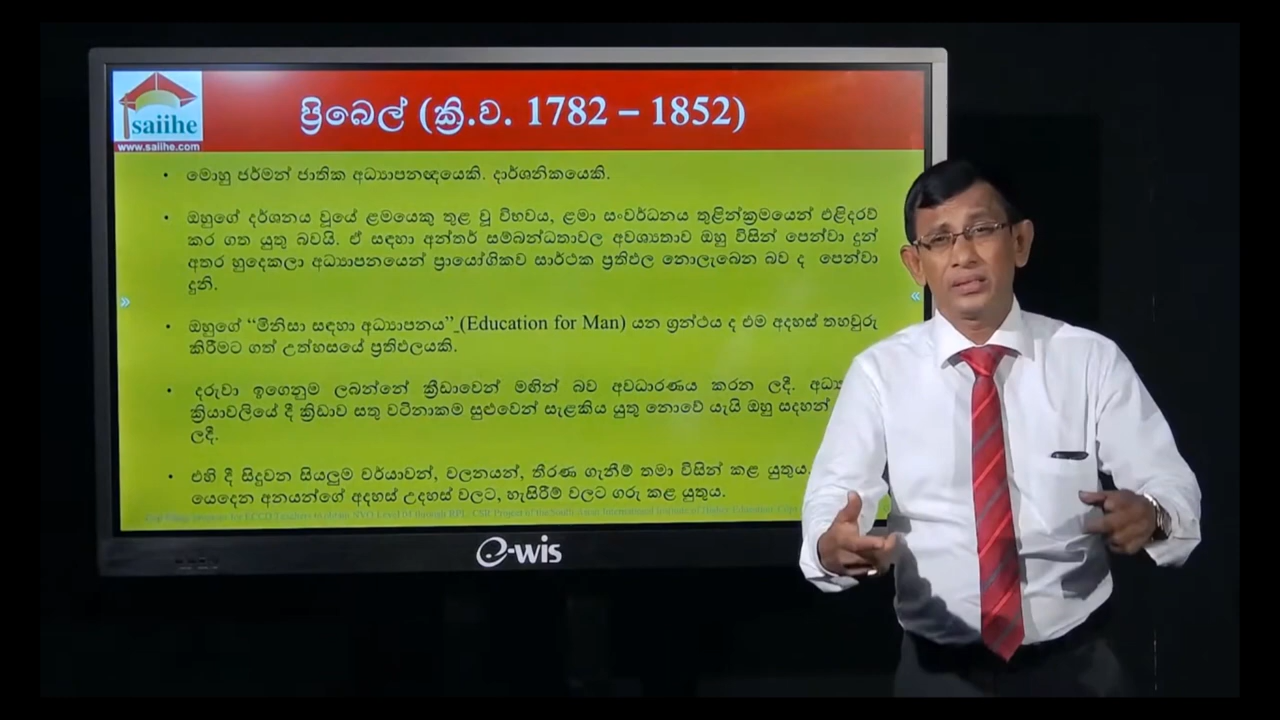 saiihe
www.saiihe.com
ප්‍රිබෙල් (ක්‍රි.ව. 1782 – 1852)
• මොහු ජර්මන් ජාතික අධ්‍යාපනඥයෙකි. දාර්ශනිකයෙකි.
• ඔහුගේ දර්ශනය වූයේ ළමයෙකු තුළ වූ විභවය, ළමා සංවර්ධනය තුළින්ක්‍රමයෙන් එළිදරව්
කර ගත යුතු බවයි. ඒ සඳහා අන්තර් සම්බන්ධතාවල අවශ්‍යතාව ඔහු විසින් පෙන්වා දුන්
අතර හුදෙකලා අධ්‍යාපනයෙන් ප්‍රායෝගිකව සාර්ථක ප්‍රතිඵල නොලැබෙන බව ද පෙන්වා
දුනි.
• ඔහුගේ “මිනිසා සඳහා අධ්‍යාපනය” (Education for Man) යන ග්‍රන්ථය ද එම අදහස් තහවුරු
කිරීමට ගත් උත්හසයේ ප්‍රතිඵලයකි.
• දරුවා ඉගෙනුම ලබන්නේ ක්‍රීඩාවෙන් මඟින් බව අවධාරණය කරන ලදී.
ක්‍රියාවලියේ දී ක්‍රිඩාව සතු වටිනාකම සුළුවෙන් සැළකිය යුතු නොවේ යැයි ඔහු සදහන්
ලදී.
• එහි දී සිදුවන සියලුම චර්යාවන්, චලනයන්, තීරණ ගැනීම් තමා විසින් කළ යුතුය.
යෙදෙන අනයන්ගේ අදහස් උදහස් වලට, හැසිරීම් වලට ගරු කළ යුතුය.
e-wis